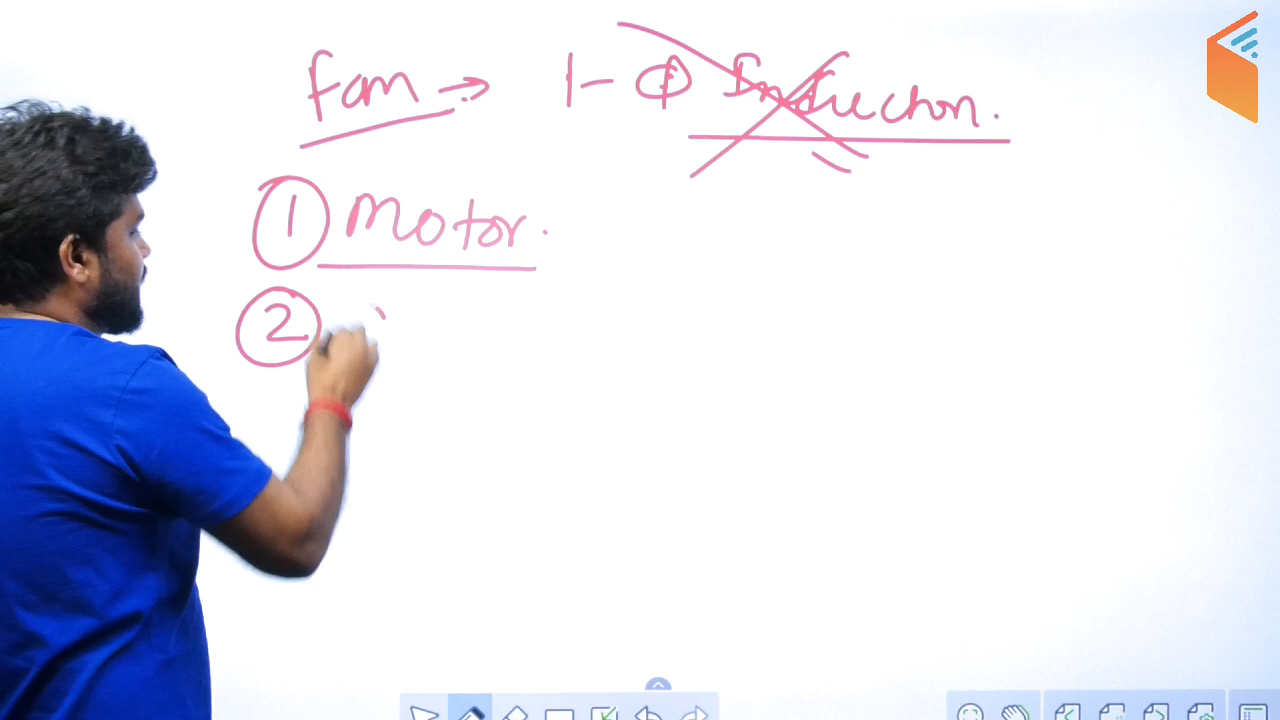 Fan → 1-ϕ Induction.
① Motor.
②